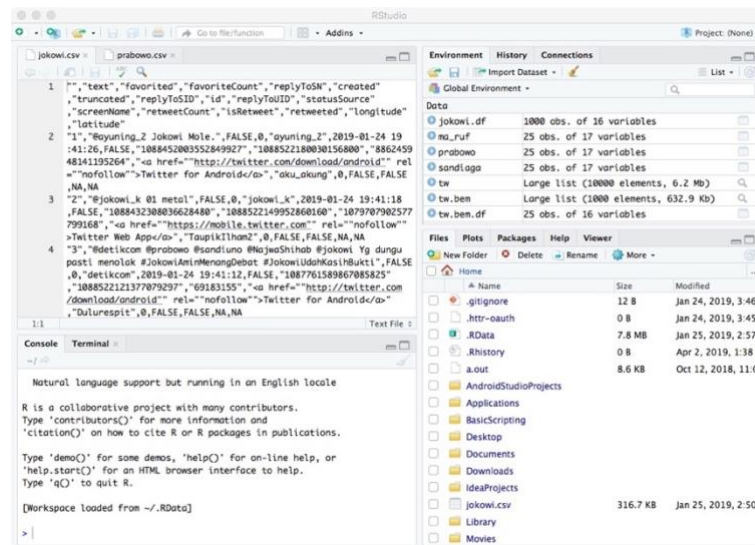 RStudio
Go to file/function
Addins
Project: (None)
jokowi.csv
prabowo.csv
1 "","text","favorited","favoriteCount","replyToSN","created"
,"truncated","replyToSID","id","replyToUID","statusSource"
,"screenName","retweetCount","isRetweet","retweeted","longitude"
,"latitude"
2 "1","@ayuning_2 Jokowi Mole.",FALSE,0,"ayuning_2",2019-01-24 19
:41:26,FALSE,"1088452003552849927","1088522180030156800","8862459
48141195264","<a href=""http://twitter.com/download/android"" rel
=""nofollow"">Twitter for Android</a>","aku_akung",0,FALSE,FALSE
,NA,NA
3 "2","@jokowi_k 01 metal",FALSE,0,"jokowi_k",2019-01-24 19:41:18
,FALSE,"1088432308036628480","1088522149952860160","1079707902577
799168","<a href=""https://mobile.twitter.com"" rel=""nofollow""
>Twitter Web App</a>","TaupikIlham2",0,FALSE,FALSE,NA,NA
4 "3","@detikcom @prabowo @sandiuno @NajwaShihab @jokowi Yg dungu
pasti menolak #JokowiAminMenangDebat #JokowiUdahKasihBukti",FALSE
,0,"detikcom",2019-01-24 19:41:12,FALSE,"1087761589867085825"
,"1088522121377079297","69183155","<a href=""http://twitter.com
/download/android"" rel=""nofollow"">Twitter for Android</a>"
,"Dulurespit",0,FALSE,FALSE,NA,NA
1:1
Text File
Console
Terminal
~/
Natural language support but running in an English locale
R is a collaborative project with many contributors.
Type 'contributors()' for more information and
'citation()' on how to cite R or R packages in publications.
Type 'demo()' for some demos, 'help()' for on-line help, or
'help.start()' for an HTML browser interface to help.
Type 'q()' to quit R.
[Workspace loaded from ~/.RData]
>
Environment History Connections
Import Dataset
List
Global Environment
Data
jokowi.df 1000 obs. of 16 variables
ma_ruf 25 obs. of 17 variables
prabowo 25 obs. of 17 variables
sandiaga 25 obs. of 17 variables
tw Large list (10000 elements, 6.2 Mb)
tw.bem Large list (1000 elements, 632.9 Kb)
tw.bem.df 25 obs. of 16 variables
Files Plots Packages Help Viewer
New Folder Delete Rename More
Home
Name Size Modified
.gitignore 12 B Jan 24, 2019, 3:46
.httr-oauth 0 B Jan 24, 2019, 3:45
.RData 7.8 MB Jan 25, 2019, 2:57
.Rhistory 0 B Apr 2, 2019, 1:38
a.out 8.6 KB Oct 12, 2018, 11:0
AndroidStudioProjects
Applications
BasicScripting
Desktop
Documents
Downloads
IdeaProjects
jokowi.csv 316.7 KB Jan 25, 2019, 2:50
Library
Movies